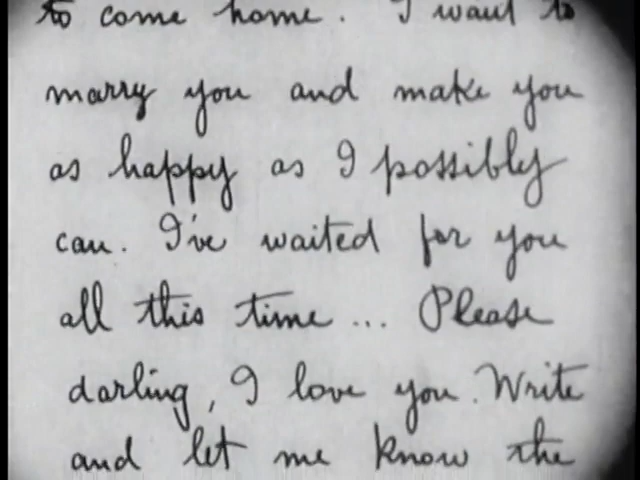 to come home. I want to
marry you and make you
as happy as I possibly
can. I've waited for you
all this time... Please
darling, I love you. Write
and let me know the